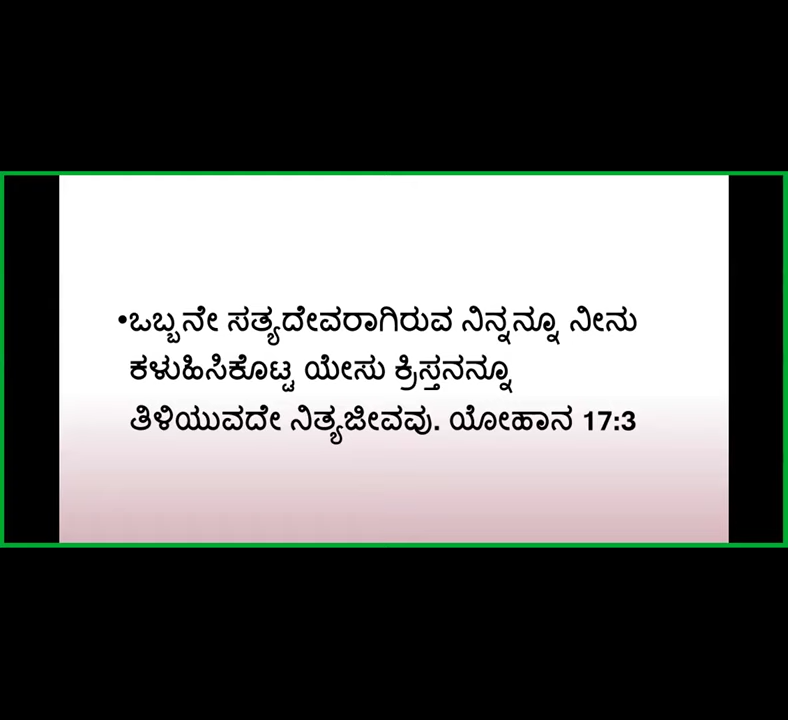 •ಒಬ್ಬನೇ ಸತ್ಯದೇವರಾಗಿರುವ ನಿನ್ನನ್ನೂ ನೀನು
ಕಳುಹಿಸಿಕೊಟ್ಟ ಯೇಸು ಕ್ರಿಸ್ತನನ್ನೂ
ತಿಳಿಯುವದೇ ನಿತ್ಯಜೀವವು. ಯೋಹಾನ 17:3